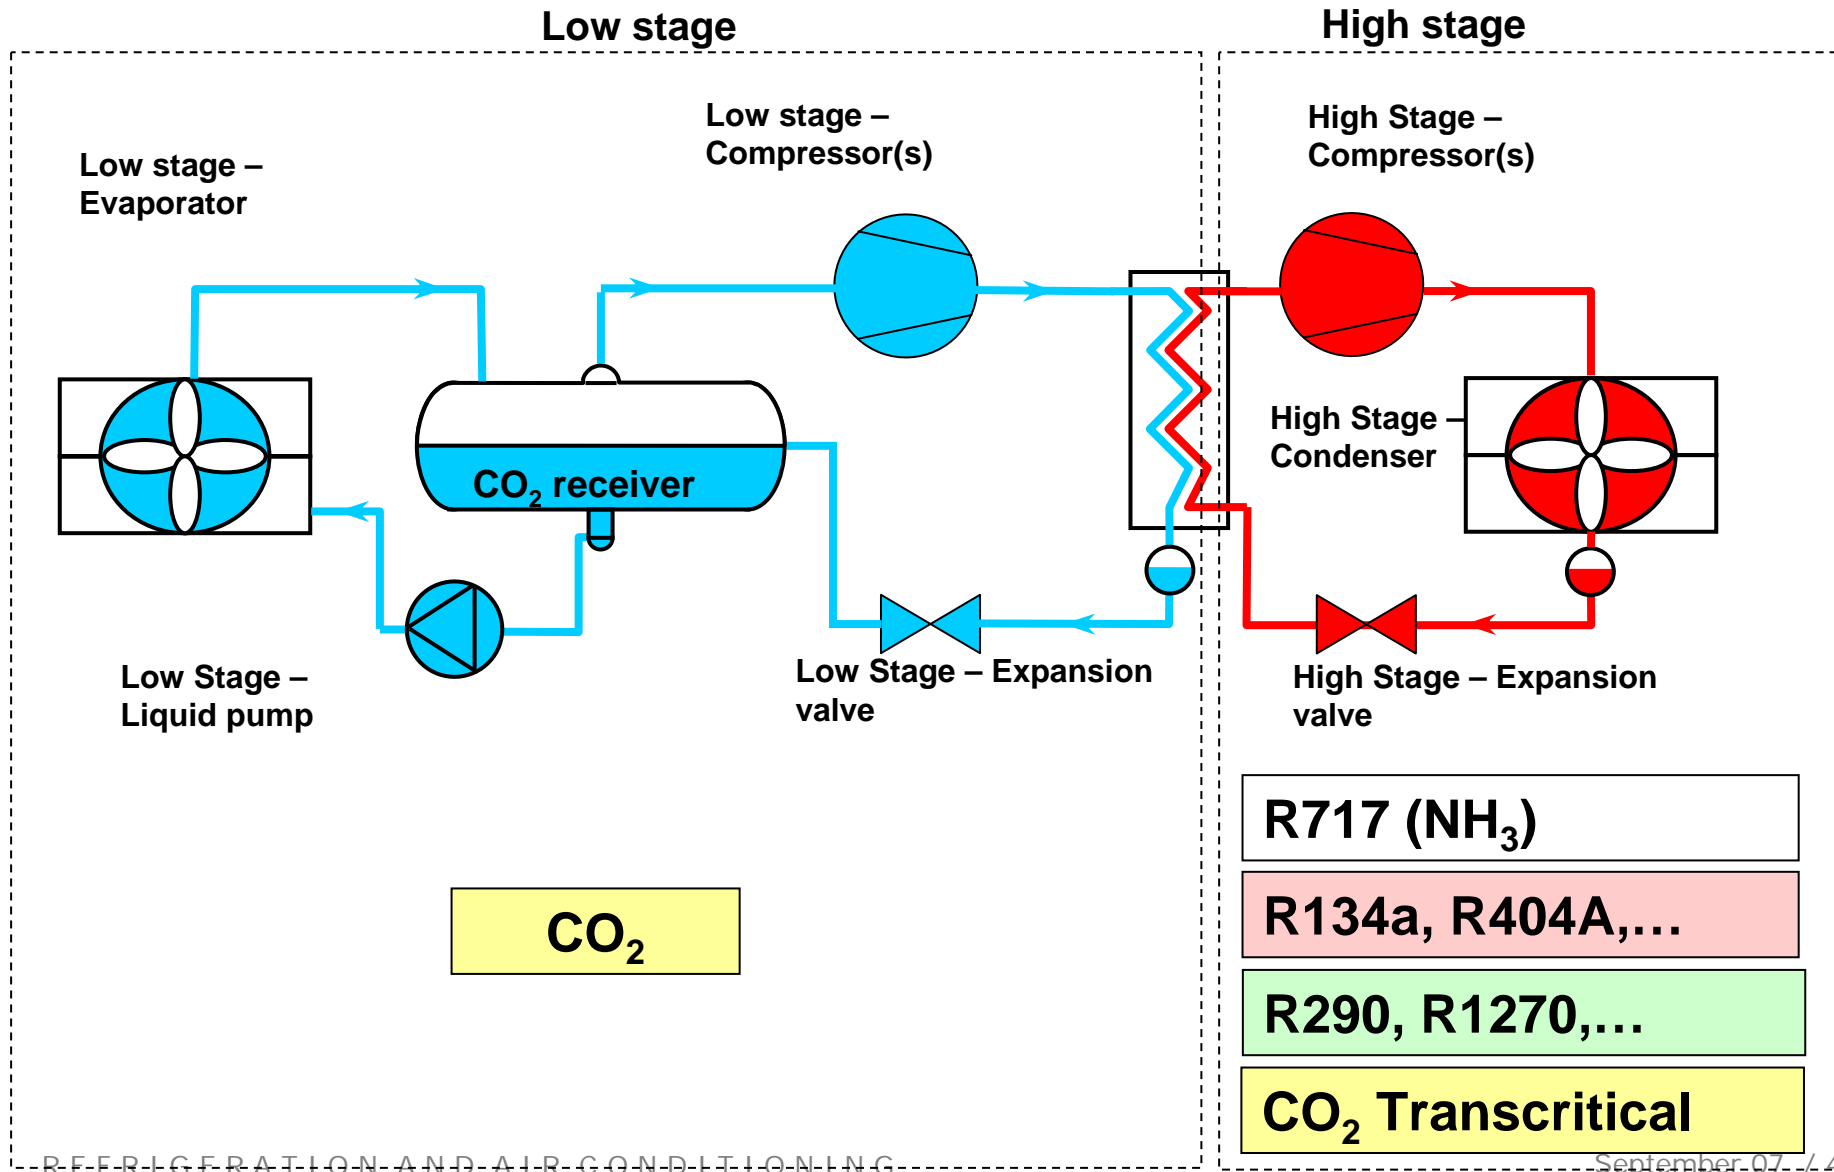 Low stage
High stage
Low stage –
Compressor(s)
High Stage –
Compressor(s)
Low stage –
Evaporator
High Stage –
Condenser
CO₂ receiver
Low Stage –
Liquid pump
Low Stage – Expansion
valve
High Stage – Expansion
valve
R717 (NH₃)
R134a, R404A,...
CO₂
R290, R1270,...
CO₂ Transcritical
REFRIGERATION AND AIR CONDITIONING
September 07 /